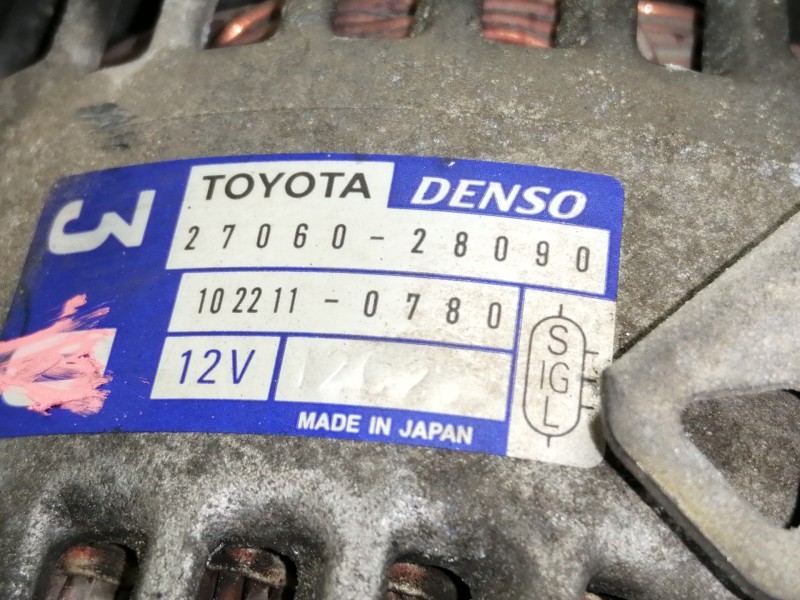 3
TOYOTA DENSO
27060-28090
102211-0780
12V
S
IG
L
MADE IN JAPAN